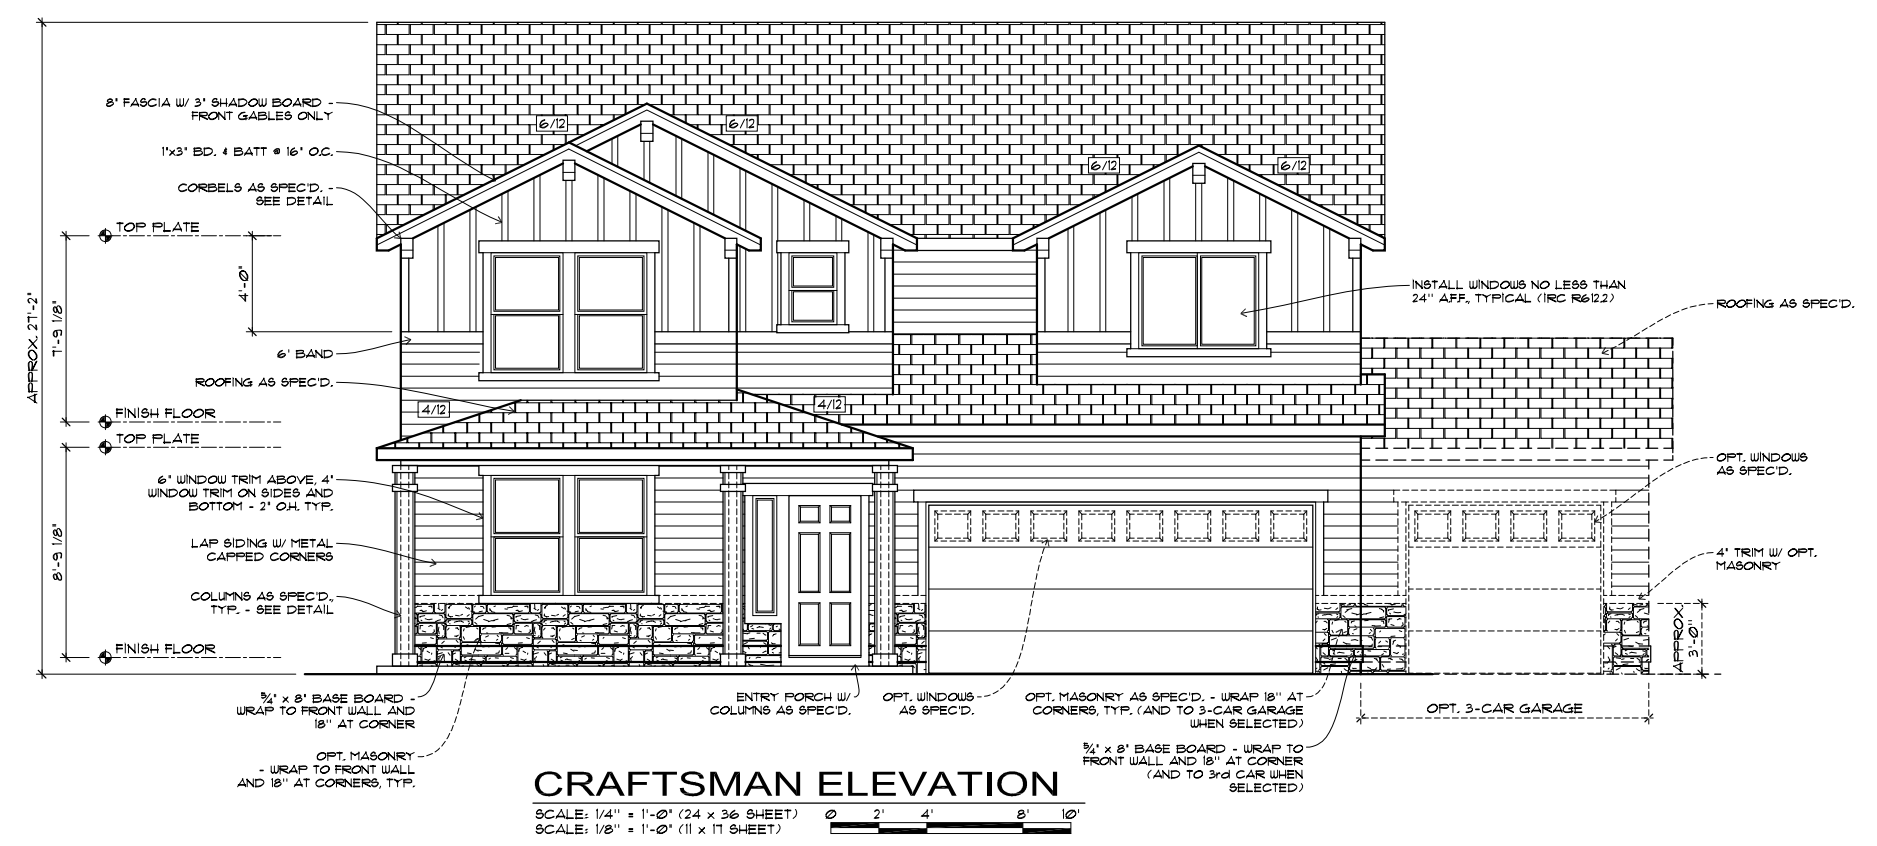 8" FASCIA W/ 3" SHADOW BOARD -
FRONT GABLES ONLY
6/12
6/12
1"x3" BD. & BATT @ 16" O.C.
6/12
6/12
CORBELS AS SPEC'D. -
SEE DETAIL
TOP PLATE
4'-0"
INSTALL WINDOWS NO LESS THAN
24" A.F.F., TYPICAL (IRC R612.2)
ROOFING AS SPEC'D.
APPROX. 27'-2"
7'-9 1/8"
6' BAND
ROOFING AS SPEC'D.
4/12
4/12
FINISH FLOOR
TOP PLATE
OPT. WINDOWS
AS SPEC'D.
6" WINDOW TRIM ABOVE, 4"
WINDOW TRIM ON SIDES AND
BOTTOM - 2" O.H. TYP.
8'-9 1/8"
LAP SIDING W/ METAL
CAPPED CORNERS
4" TRIM W/ OPT.
MASONRY
COLUMNS AS SPEC'D.,
TYP. - SEE DETAIL
APPROX.
3'-0"
FINISH FLOOR
5/4" x 8" BASE BOARD -
WRAP TO FRONT WALL AND
18" AT CORNER
ENTRY PORCH W/
COLUMNS AS SPEC'D.
OPT. WINDOWS
AS SPEC'D.
OPT. MASONRY AS SPEC'D. - WRAP 18" AT
CORNERS, TYP. (AND TO 3-CAR GARAGE
WHEN SELECTED)
OPT. 3-CAR GARAGE
OPT. MASONRY
- WRAP TO FRONT WALL
AND 18" AT CORNERS, TYP.
5/4" x 8" BASE BOARD - WRAP TO
FRONT WALL AND 18" AT CORNER
(AND TO 3rd CAR WHEN
SELECTED)
CRAFTSMAN ELEVATION
SCALE: 1/4" = 1'-0" (24 x 36 SHEET)
SCALE: 1/8" = 1'-0" (11 x 17 SHEET)
0 2' 4' 8' 10'